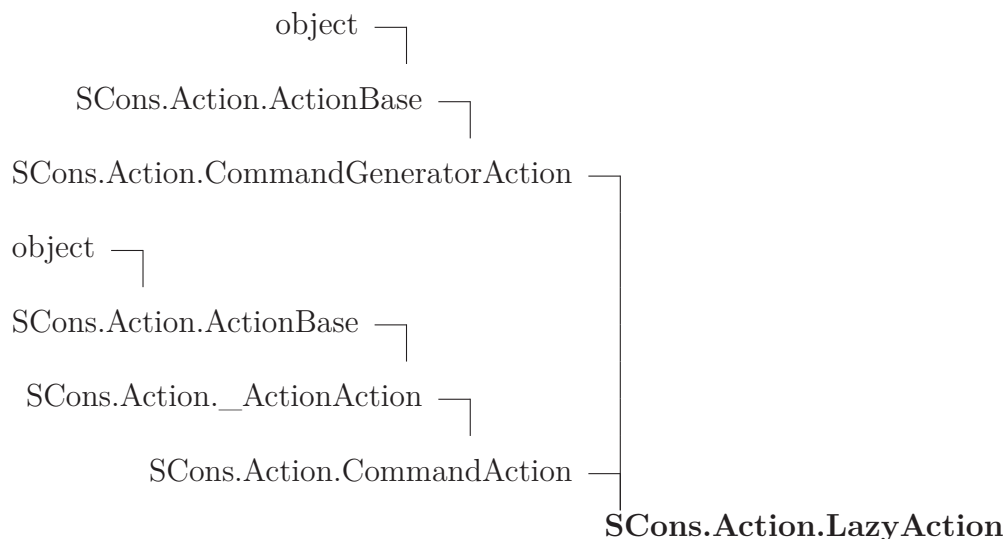 object
SCons.Action.ActionBase
SCons.Action.CommandGeneratorAction
object
SCons.Action.ActionBase
SCons.Action._ActionAction
SCons.Action.CommandAction
SCons.Action.LazyAction